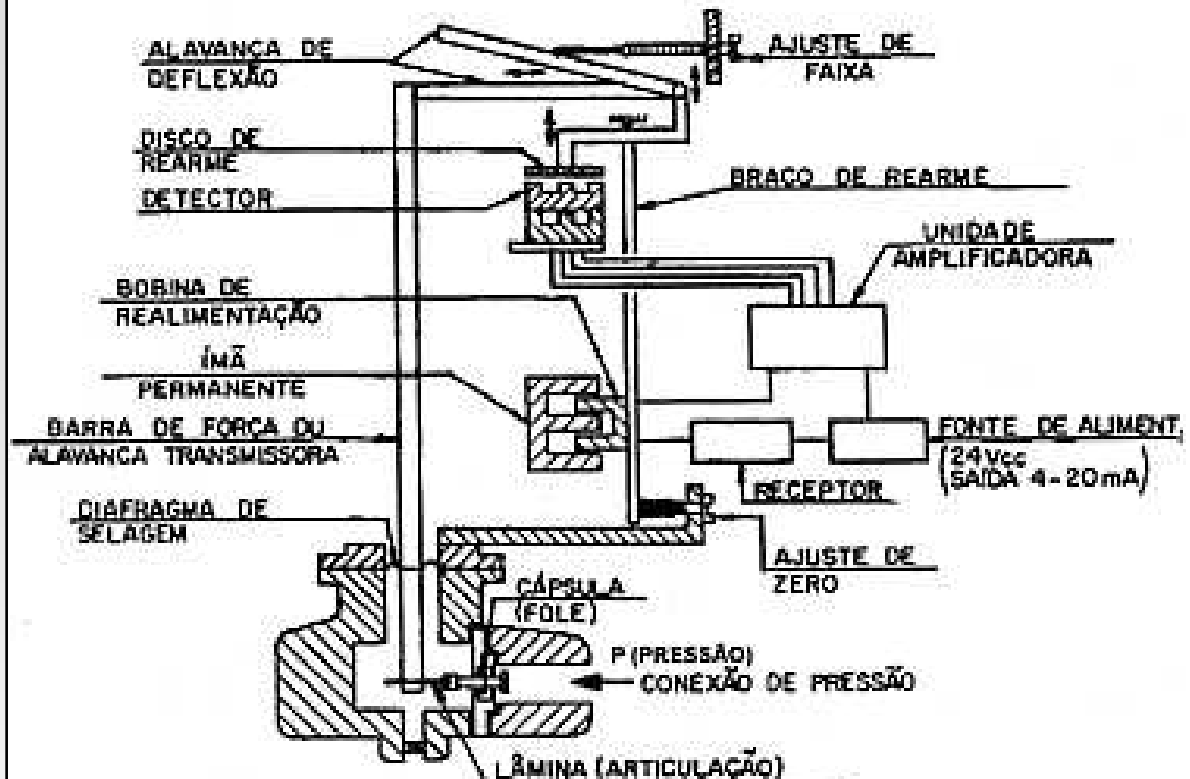 ALAVANCA DE
DEFLEXÃO
AJUSTE DE
FAIXA
DISCO DE
REARME
DETECTOR
BRAÇO DE REARME
UNIDADE
AMPLIFICADORA
BOBINA DE
REALIMENTAÇÃO
ÍMÃ
PERMANENTE
BARRA DE FORÇA OU
ALAVANCA TRANSMISSORA
FONTE DE ALIMENT.
(24Vcc
SAÍDA 4-20mA)
RECEPTOR
DIAFRAGMA DE
SELAGEM
AJUSTE DE
ZERO
CÁPSULA
(FOLE)
P (PRESSÃO)
CONEXÃO DE PRESSÃO
LÂMINA (ARTICULAÇÃO)